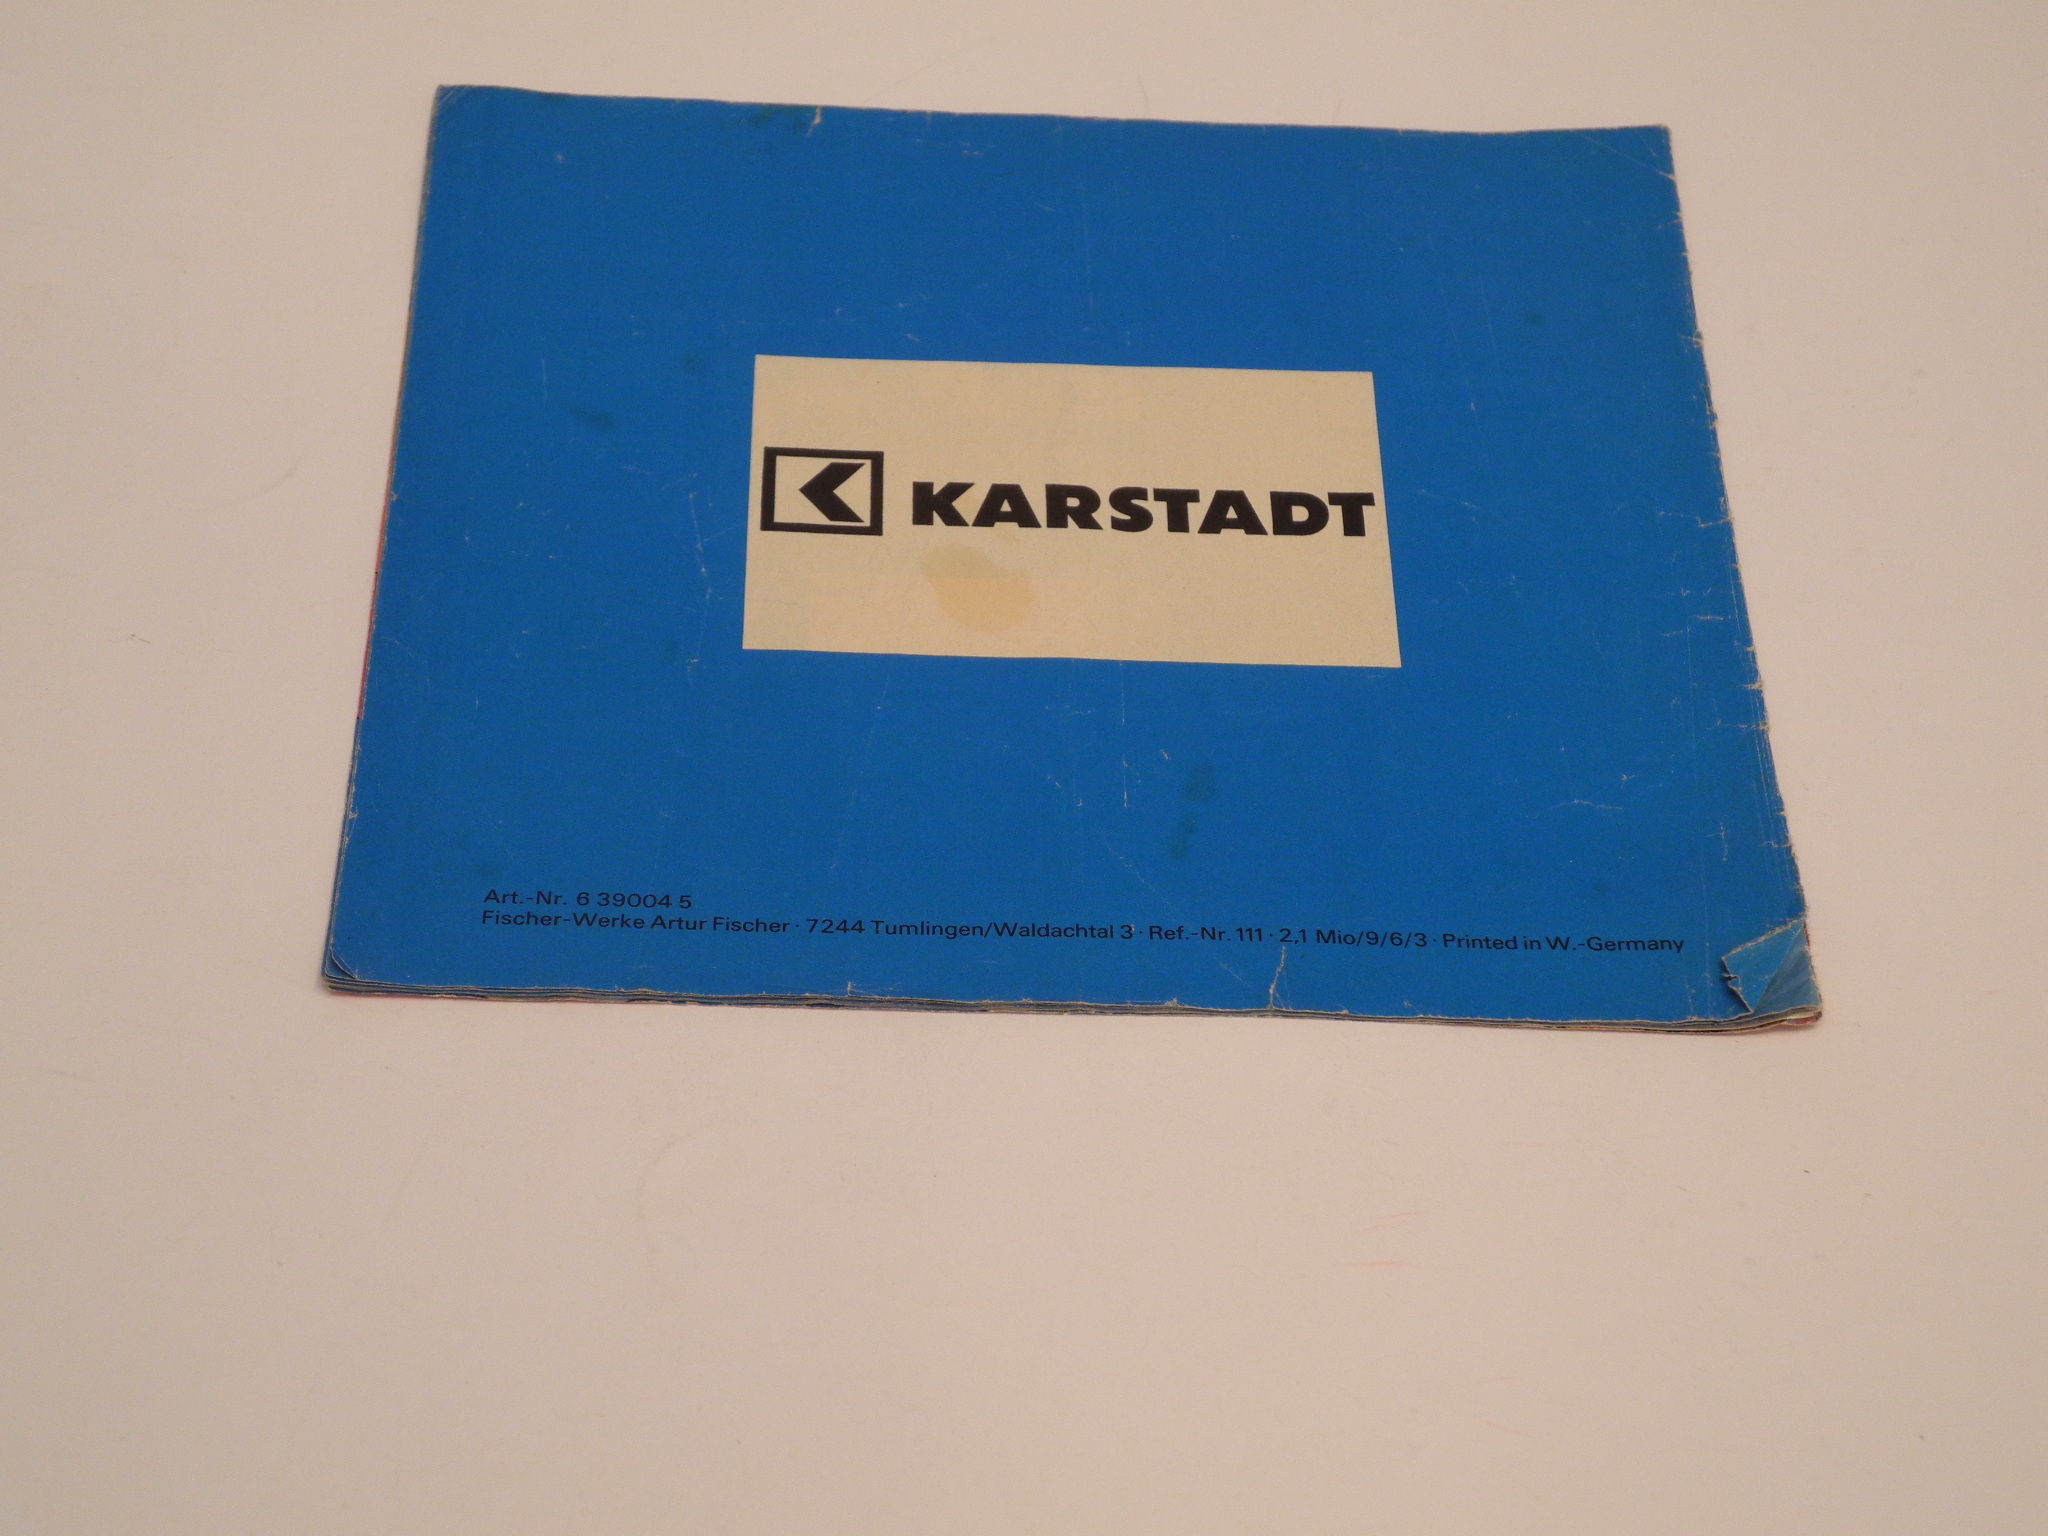 KARSTADT
Art.-Nr. 6 39004 5
Fischer-Werke Artur Fischer · 7244 Tumlingen/Waldachtal 3 · Ref.-Nr. 111 · 2,1 Mio/9/6/3 · Printed in W.-Germany